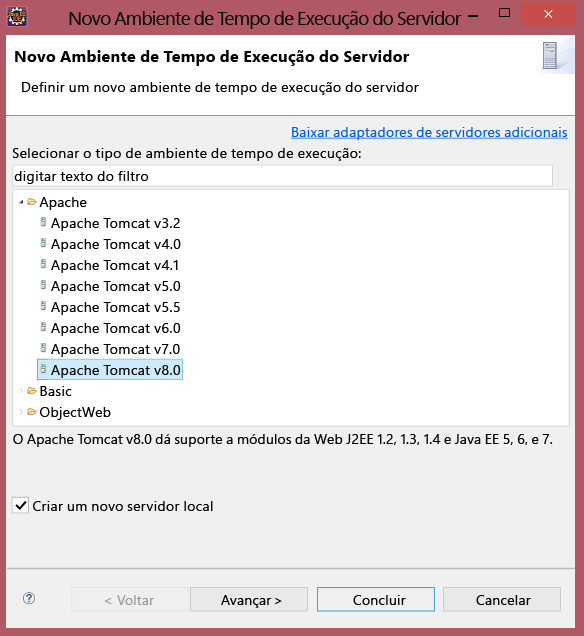 Novo Ambiente de Tempo de Execução do Servidor
Novo Ambiente de Tempo de Execução do Servidor
Definir um novo ambiente de tempo de execução do servidor
Baixar adaptadores de servidores adicionais
Selecionar o tipo de ambiente de tempo de execução:
digitar texto do filtro
Apache
Apache Tomcat v3.2
Apache Tomcat v4.0
Apache Tomcat v4.1
Apache Tomcat v5.0
Apache Tomcat v5.5
Apache Tomcat v6.0
Apache Tomcat v7.0
Apache Tomcat v8.0
Basic
ObjectWeb
O Apache Tomcat v8.0 dá suporte a módulos da Web J2EE 1.2, 1.3, 1.4 e Java EE 5, 6, e 7.
Criar um novo servidor local
? < Voltar Avançar > Concluir Cancelar